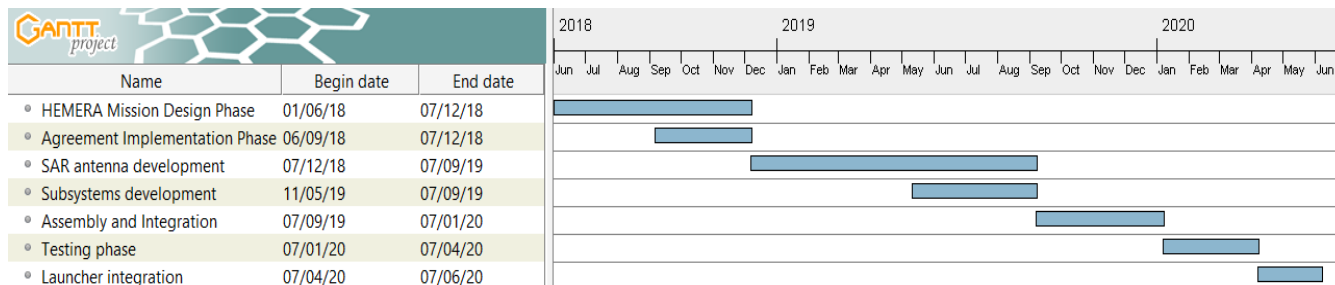 GANTT
project
2018 2019 2020
Jun Jul Aug Sep Oct Nov Dec Jan Feb Mar Apr May Jun Jul Aug Sep Oct Nov Dec Jan Feb Mar Apr May Jun
Name Begin date End date
HEMERA Mission Design Phase 01/06/18 07/12/18
Agreement Implementation Phase 06/09/18 07/12/18
SAR antenna development 07/12/18 07/09/19
Subsystems development 11/05/19 07/09/19
Assembly and Integration 07/09/19 07/01/20
Testing phase 07/01/20 07/04/20
Launcher integration 07/04/20 07/06/20